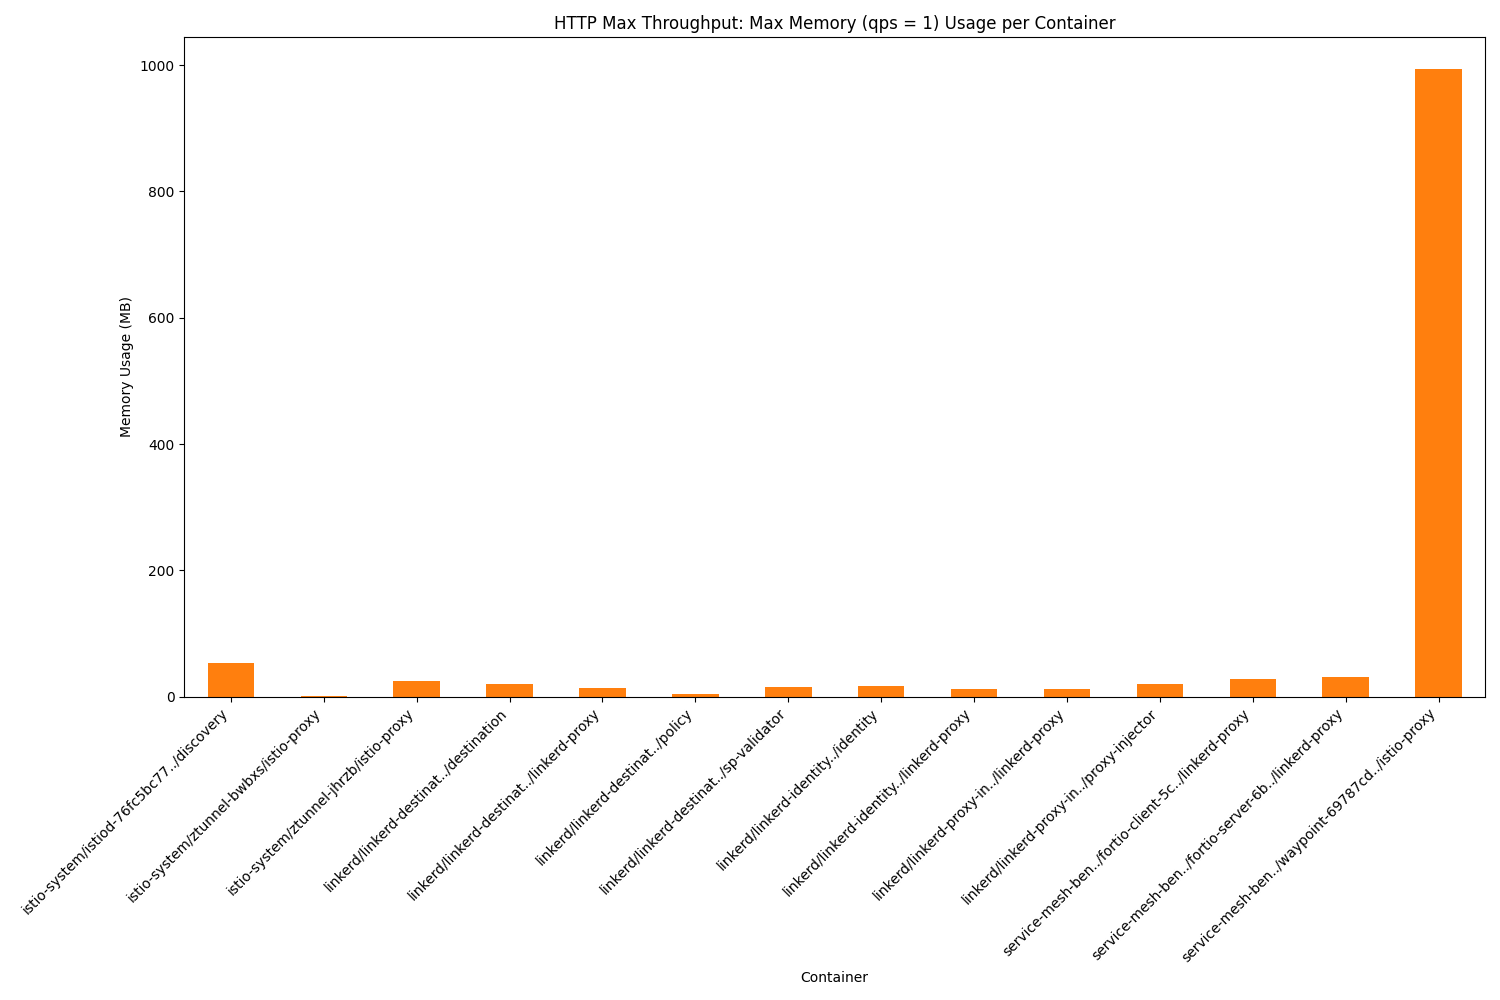 HTTP Max Throughput: Max Memory (qps = 1) Usage per Container
Memory Usage (MB)
1000
800
600
400
200
0
istio-system/istiod-76fc5bc77../discovery
istio-system/ztunnel-bwbxs/istio-proxy
istio-system/ztunnel-jhrzb/istio-proxy
linkerd/linkerd-destinat../destination
linkerd/linkerd-destinat../linkerd-proxy
linkerd/linkerd-destinat../policy
linkerd/linkerd-destinat../sp-validator
linkerd/linkerd-identity../identity
linkerd/linkerd-identity../linkerd-proxy
linkerd/linkerd-proxy-in../linkerd-proxy
linkerd/linkerd-proxy-in../proxy-injector
service-mesh-ben../fortio-client-5c../linkerd-proxy
service-mesh-ben../fortio-server-6b../linkerd-proxy
service-mesh-ben../waypoint-69787cd../istio-proxy
Container